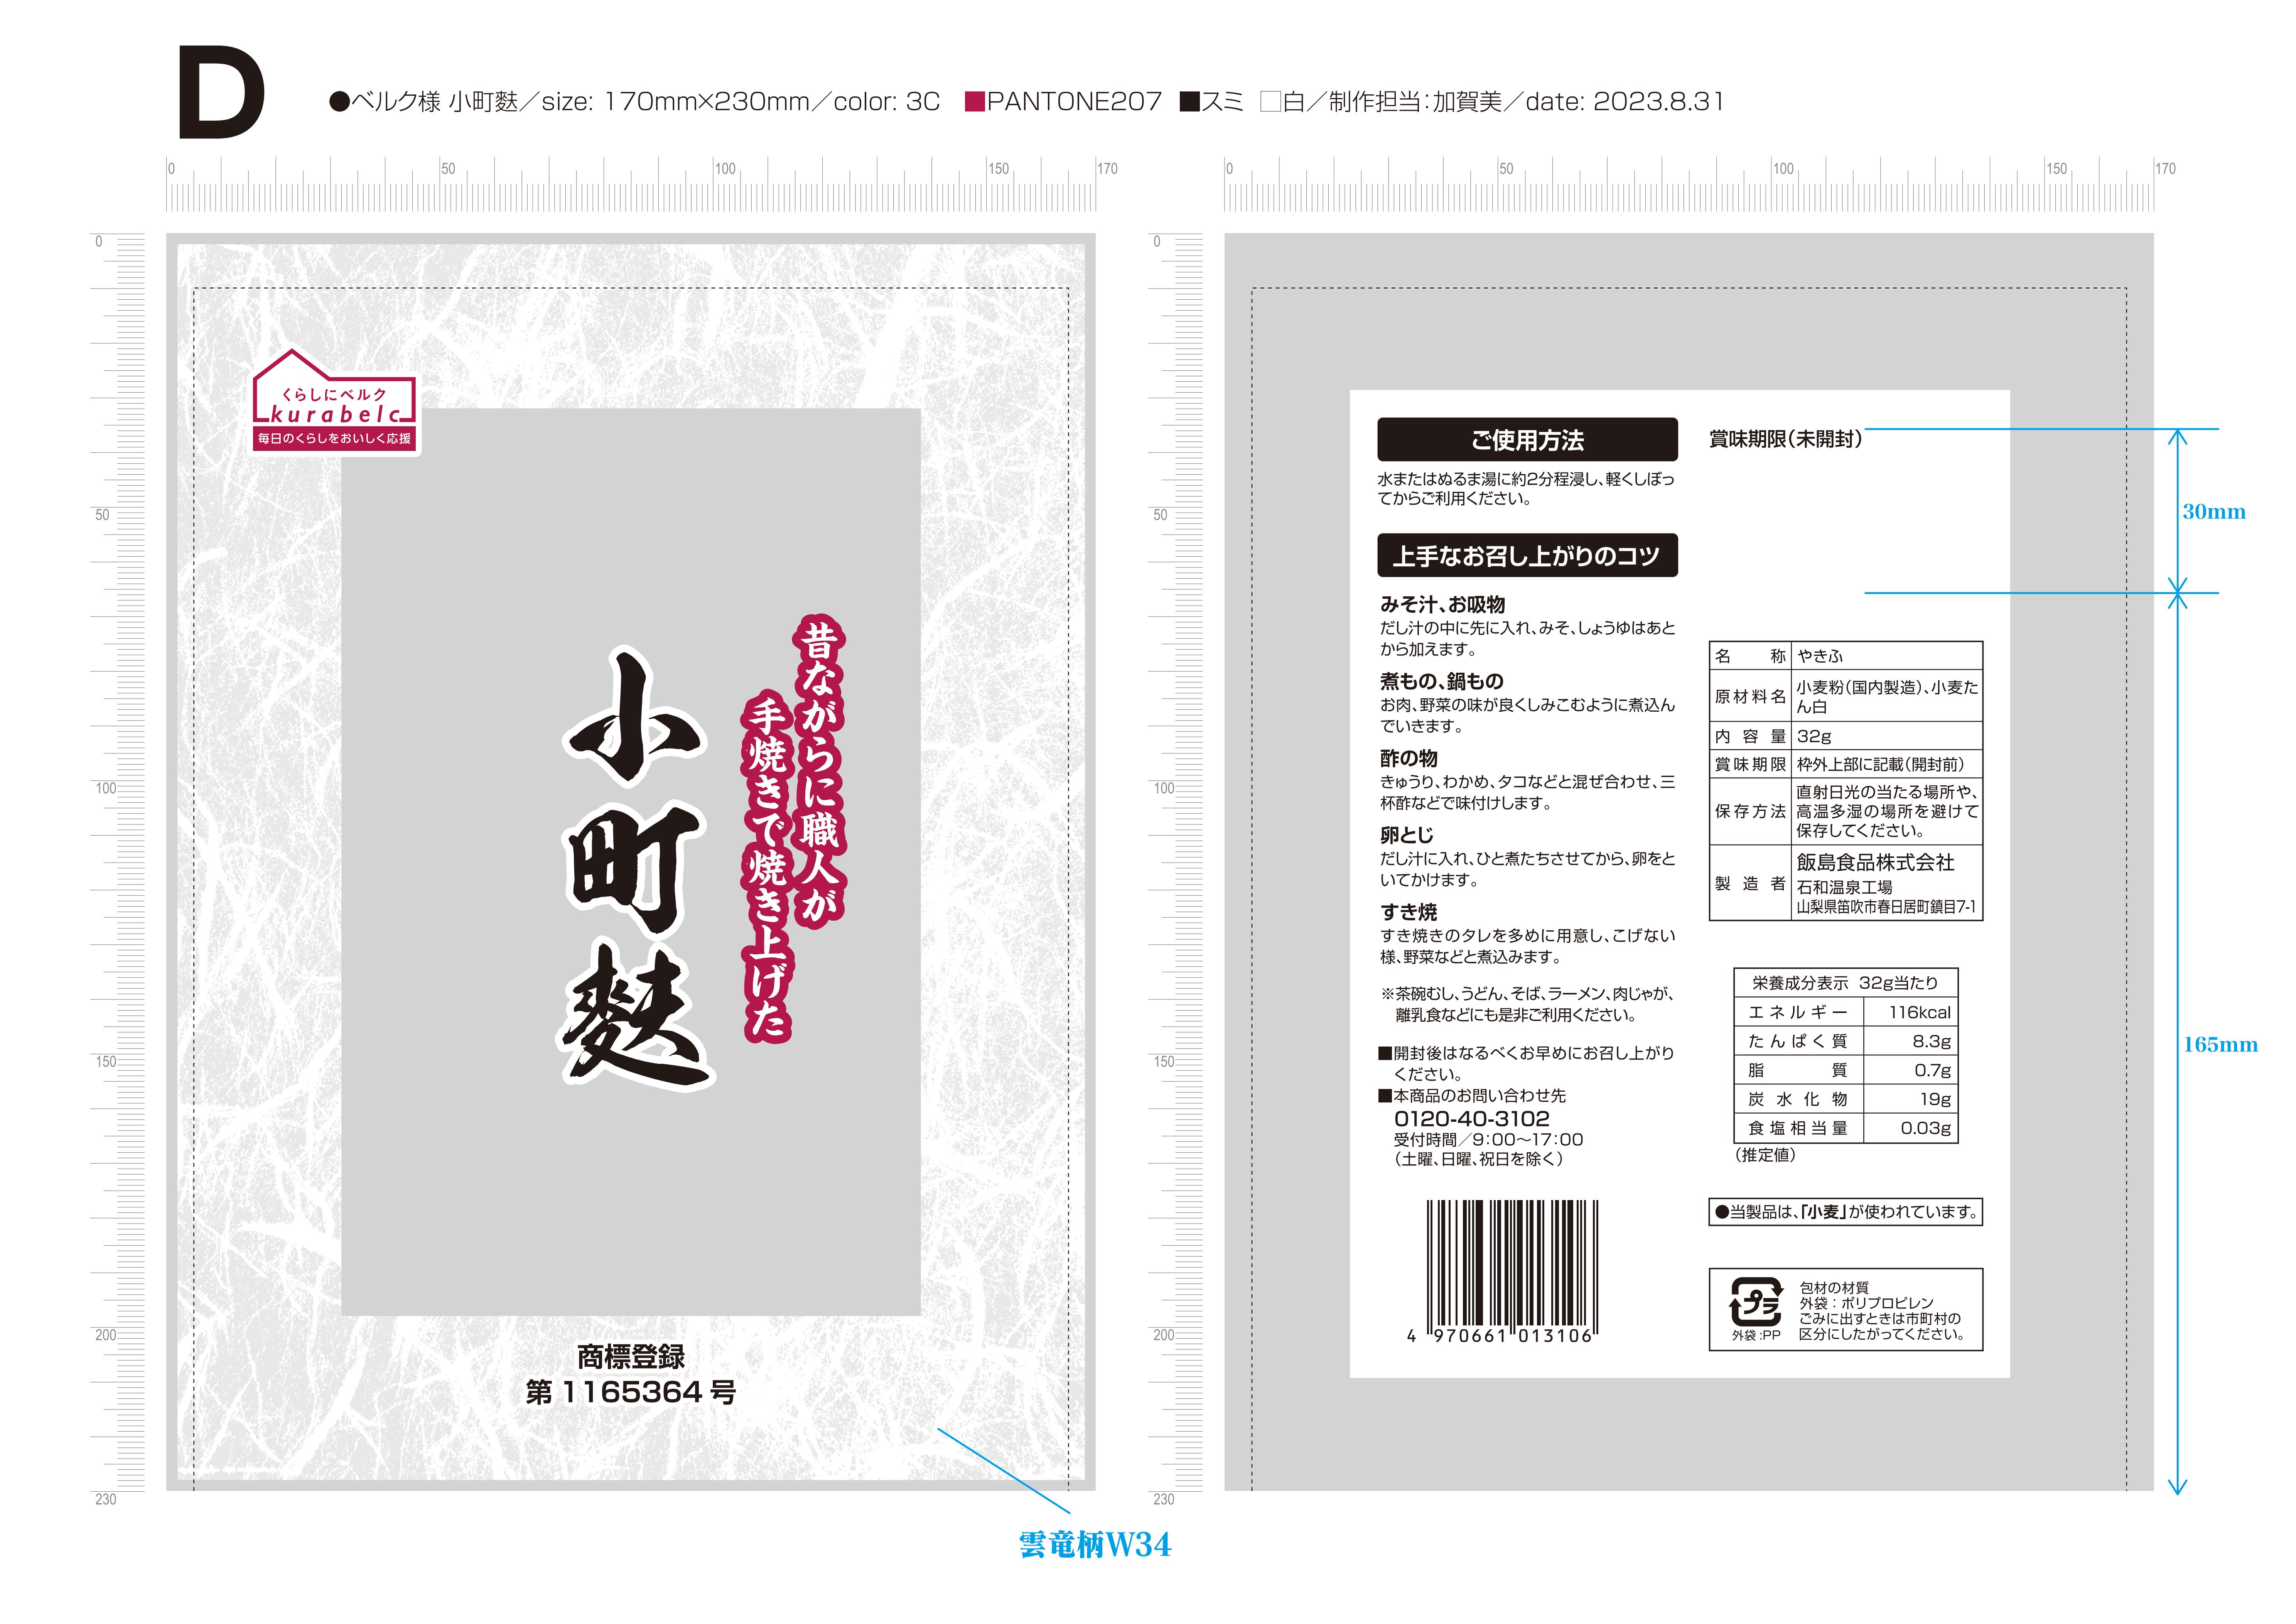 D
●ベルク様 小町麩／size: 170mm×230mm／color: 3C ■PANTONE207 ■スミ □白／制作担当：加賀美／date: 2023.8.31
0 50 100 150 170
0 50 100 150 170
0
50
100
150
200
230
くらしにベルク
kurabelc
毎日のくらしをおいしく応援
昔ながらに職人が
手焼きで焼き上げた
小町麩
商標登録
第1165364号
雲竜柄W34
0
50
100
150
200
230
ご使用方法
水またはぬるま湯に約2分程浸し、軽くしぼっ
てからご利用ください。
上手なお召し上がりのコツ
みそ汁、お吸物
だし汁の中に先に入れ、みそ、しょうゆはあと
から加えます。
煮もの、鍋もの
お肉、野菜の味が良くしみこむように煮込ん
でいきます。
酢の物
きゅうり、わかめ、タコなどと混ぜ合わせ、三
杯酢などで味付けします。
卵とじ
だし汁に入れ、ひと煮たちさせてから、卵をと
いてかけます。
すき焼
すき焼きのタレを多めに用意し、こげない
様、野菜などと煮込みます。
※茶碗むし、うどん、そば、ラーメン、肉じゃが、
離乳食などにも是非ご利用ください。
■開封後はなるべくお早めにお召し上がり
ください。
■本商品のお問い合わせ先
0120-40-3102
受付時間／9：00～17：00
（土曜、日曜、祝日を除く）
4 970661 013106
賞味期限（未開封）
名称 やきふ
原材料名 小麦粉（国内製造）、小麦た
ん白
内容量 32g
賞味期限 枠外上部に記載（開封前）
保存方法 直射日光の当たる場所や、
高温多湿の場所を避けて
保存してください。
製造者 飯島食品株式会社
石和温泉工場
山梨県笛吹市春日居町鎮目7-1
栄養成分表示 32g当たり
エネルギー 116kcal
たんぱく質 8.3g
脂質 0.7g
炭水化物 19g
食塩相当量 0.03g
（推定値）
●当製品は、「小麦」が使われています。
プラ
外袋：PP
包材の材質
外袋：ポリプロピレン
ごみに出すときは市町村の
区分にしたがってください。
30mm
165mm